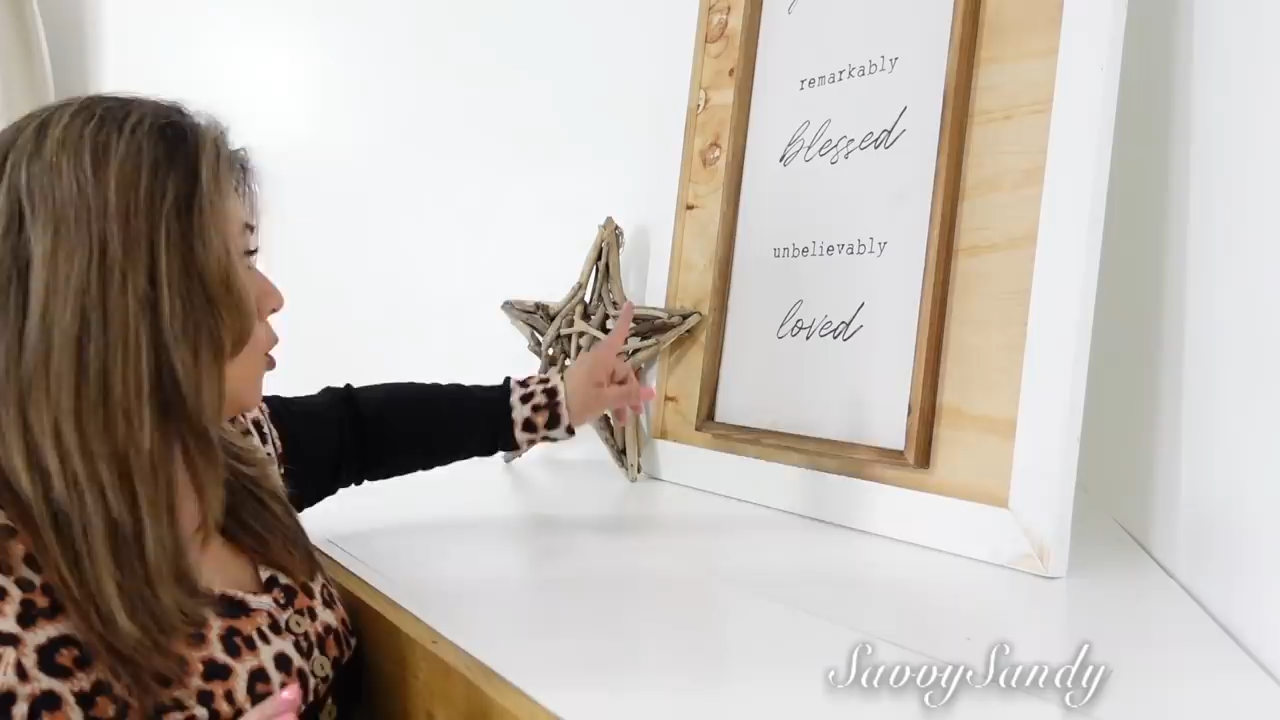 remarkably
blessed
unbelievably
loved
SavvySandy